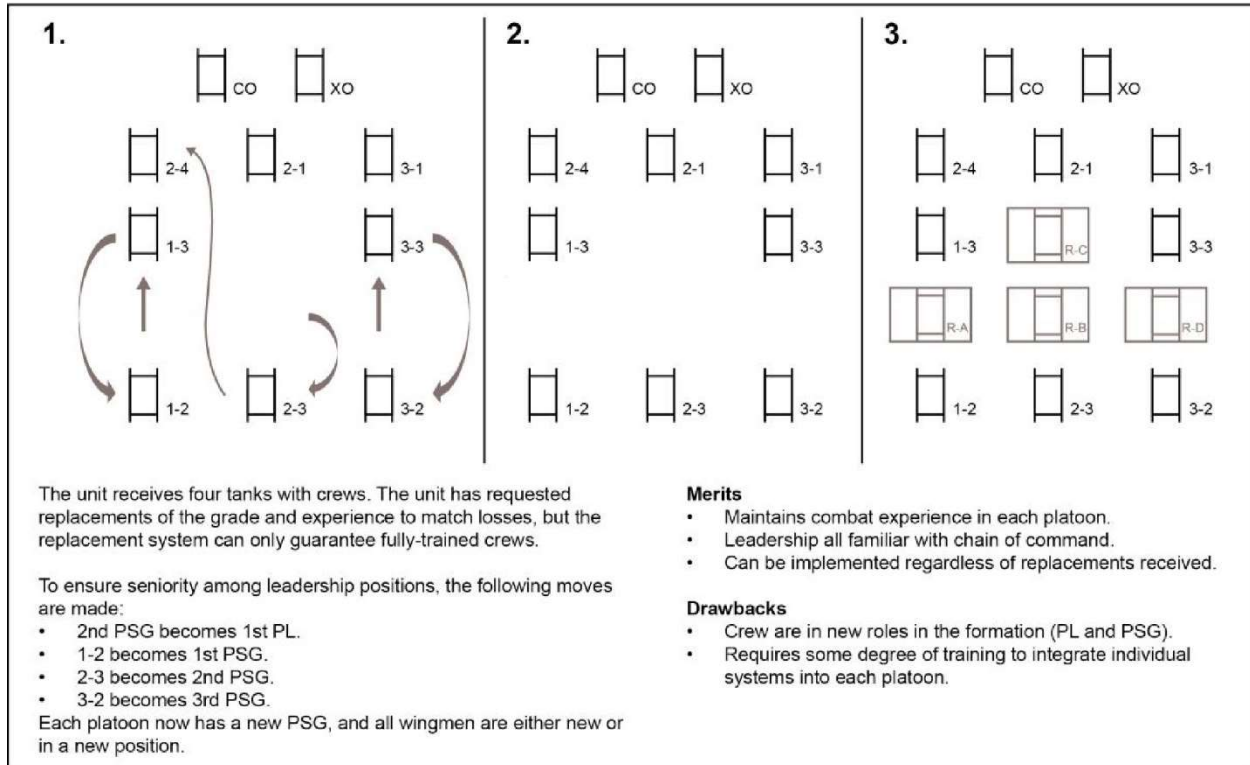 1.
CO
XO
2-4
2-1
3-1
1-3
3-3
1-2
2-3
3-2
2.
CO
XO
2-4
2-1
3-1
1-3
3-3
1-2
2-3
3-2
3.
CO
XO
2-4
2-1
3-1
1-3
R-C
3-3
R-A
R-B
R-D
1-2
2-3
3-2
The unit receives four tanks with crews. The unit has requested
replacements of the grade and experience to match losses, but the
replacement system can only guarantee fully-trained crews.
To ensure seniority among leadership positions, the following moves
are made:
• 2nd PSG becomes 1st PL.
• 1-2 becomes 1st PSG.
• 2-3 becomes 2nd PSG.
• 3-2 becomes 3rd PSG.
Each platoon now has a new PSG, and all wingmen are either new or
in a new position.
Merits
• Maintains combat experience in each platoon.
• Leadership all familiar with chain of command.
• Can be implemented regardless of replacements received.
Drawbacks
• Crew are in new roles in the formation (PL and PSG).
• Requires some degree of training to integrate individual
systems into each platoon.